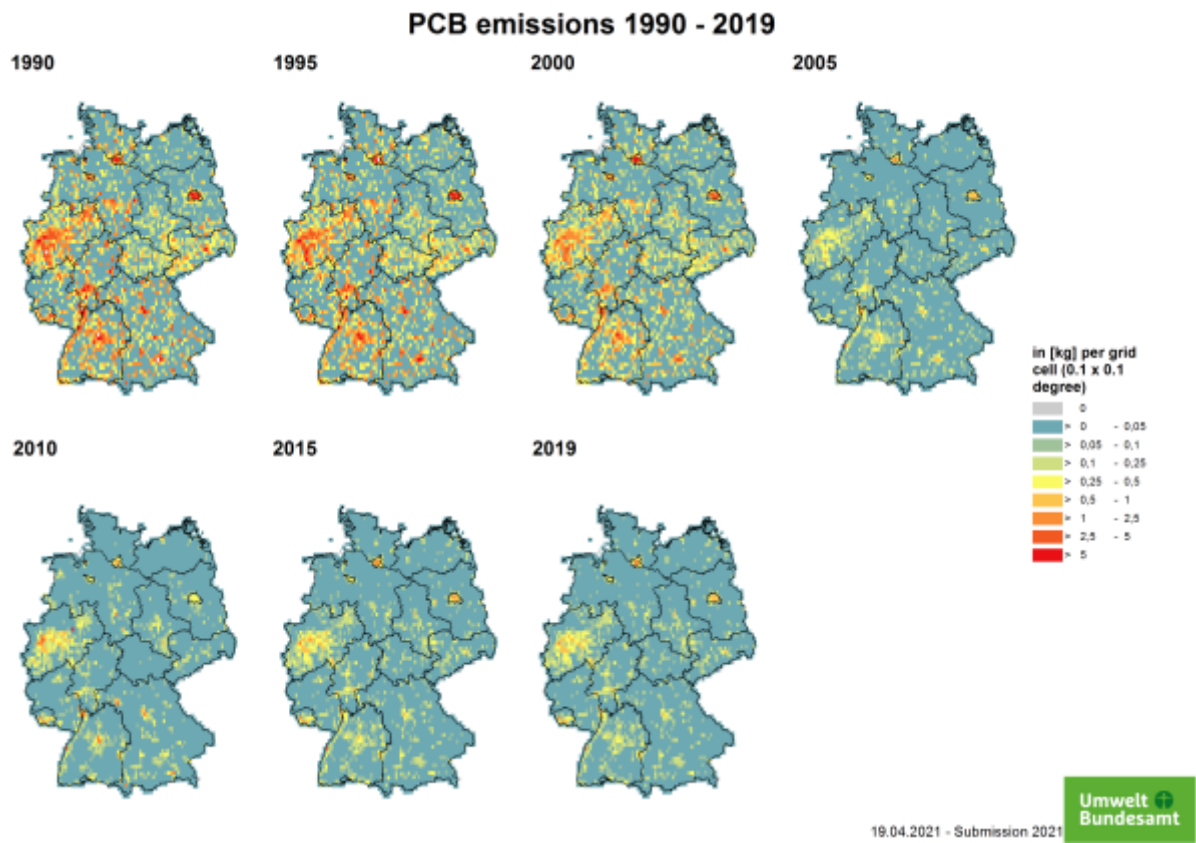 PCB emissions 1990 - 2019
1990
1995
2000
2005
2010
2015
2019
in [kg] per grid
cell (0.1 x 0.1
degree)
0
> 0 - 0,05
> 0,05 - 0,1
> 0,1 - 0,25
> 0,25 - 0,5
> 0,5 - 1
> 1 - 2,5
> 2,5 - 5
> 5
19.04.2021 - Submission 2021
Umwelt
Bundesamt